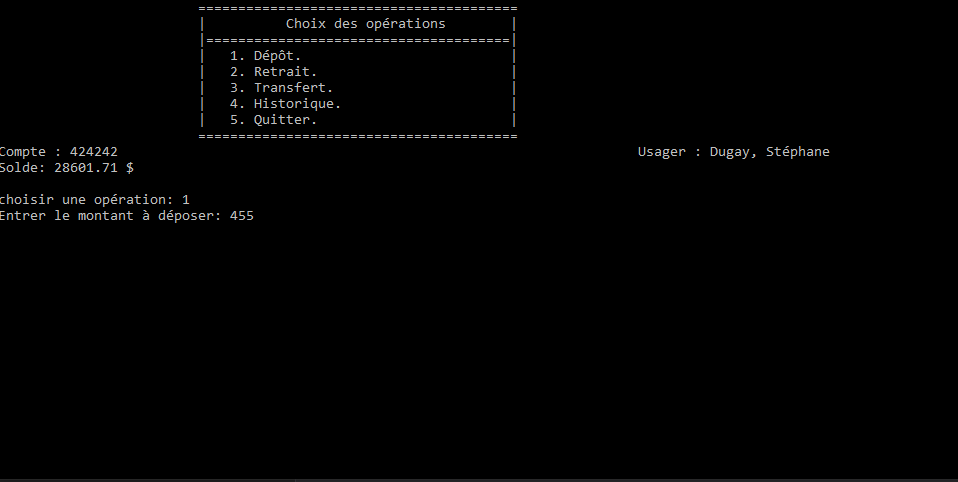 ========================================
|          Choix des opérations        |
|======================================|
|   1. Dépôt.                          |
|   2. Retrait.                        |
|   3. Transfert.                      |
|   4. Historique.                     |
|   5. Quitter.                        |
========================================
Compte : 424242 Usager : Dugay, Stéphane
Solde: 28601.71 $
choisir une opération: 1
Entrer le montant à déposer: 455